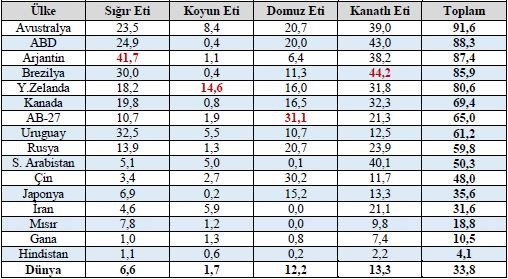 Ülke Sığır Eti Koyun Eti Domuz Eti Kanatlı Eti Toplam
Avustralya 23,5 8,4 20,7 39,0 91,6
ABD 24,9 0,4 20,0 43,0 88,3
Arjantin 41,7 1,1 6,4 38,2 87,4
Brezilya 30,0 0,4 11,3 44,2 85,9
Y.Zelanda 18,2 14,6 16,0 31,8 80,6
Kanada 19,8 0,8 16,5 32,3 69,4
AB-27 10,7 1,9 31,1 21,3 65,0
Uruguay 32,5 5,5 10,7 12,5 61,2
Rusya 13,9 1,3 20,7 23,9 59,8
S. Arabistan 5,1 5,0 0,1 40,1 50,3
Çin 3,4 2,7 30,2 11,7 48,0
Japonya 6,9 0,2 15,2 13,3 35,6
İran 4,6 5,9 0,0 21,1 31,6
Mısır 7,8 1,2 0,0 9,8 18,8
Gana 1,0 1,3 0,8 7,4 10,5
Hindistan 1,1 0,6 0,2 2,2 4,1
Dünya 6,6 1,7 12,2 13,3 33,8